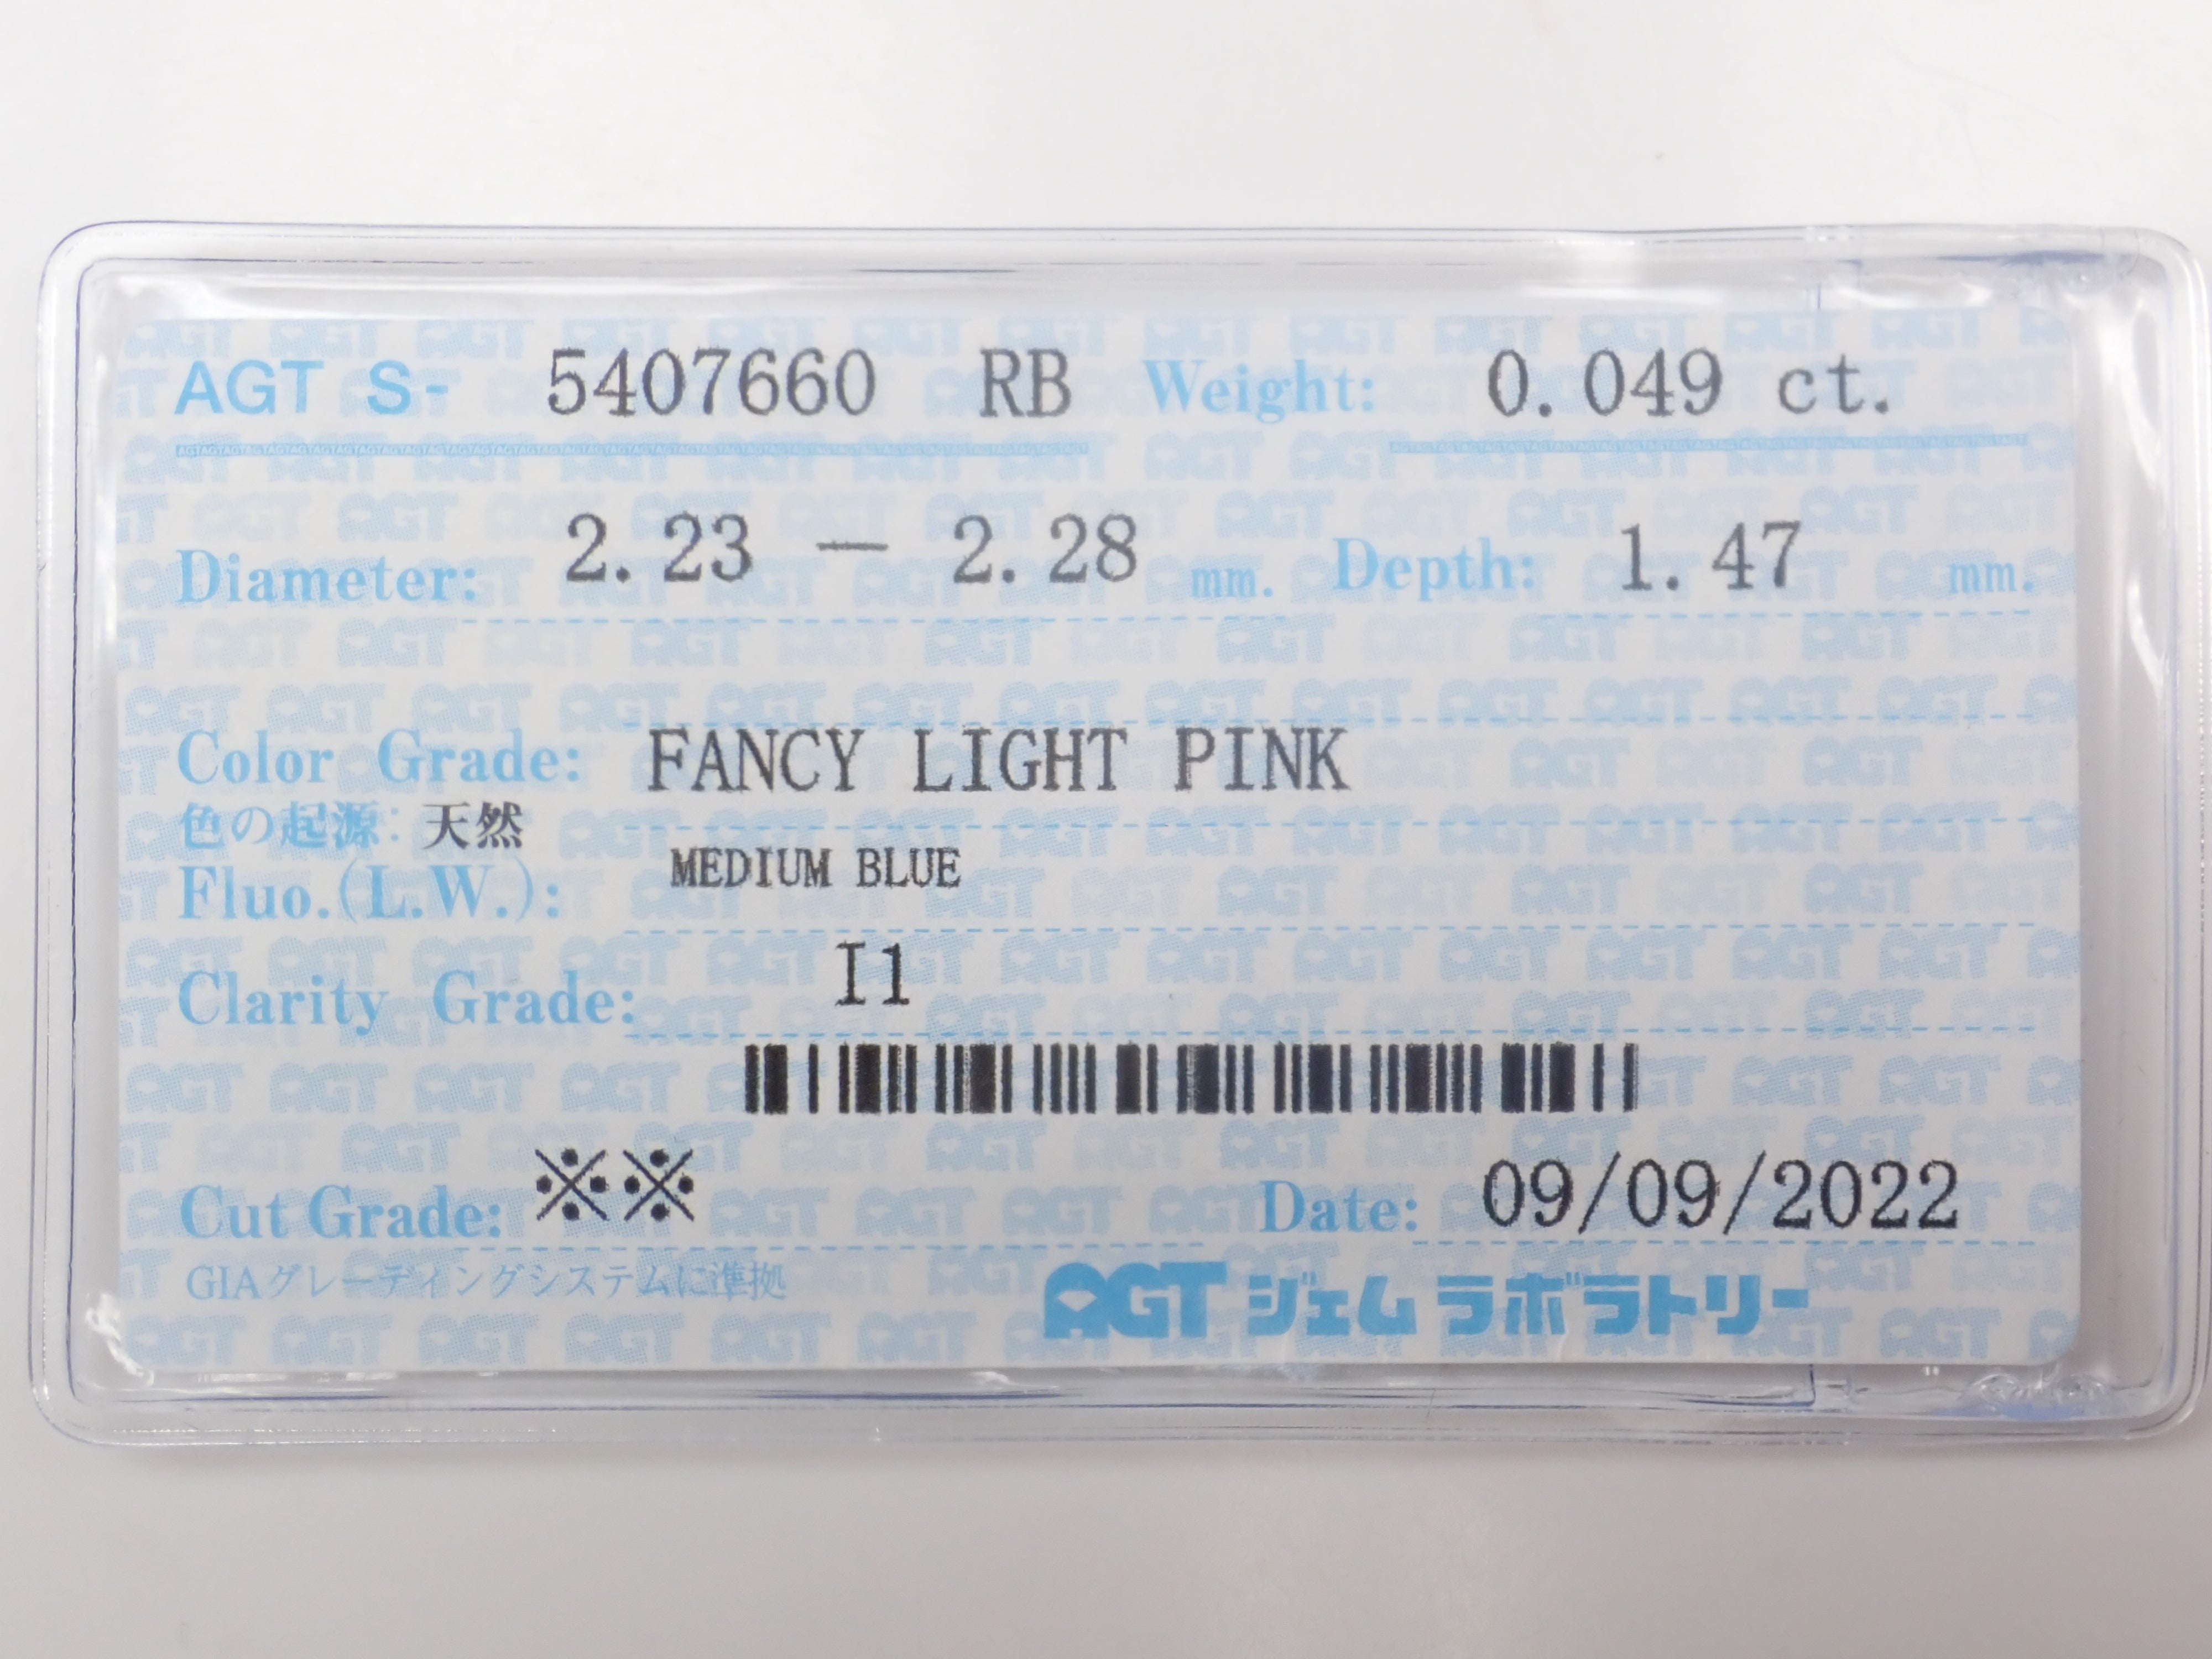 AGT S- 5407660 RB Weight: 0.049 ct.
Diameter: 2.23 — 2.28 mm. Depth: 1.47 mm.
Color Grade: FANCY LIGHT PINK
色の起源: 天然
Fluo.(L.W.): MEDIUM BLUE
Clarity Grade: I1
Cut Grade: ※※ Date: 09/09/2022
GIAグレーディングシステムに準拠
AGT ジェム ラボラトリー